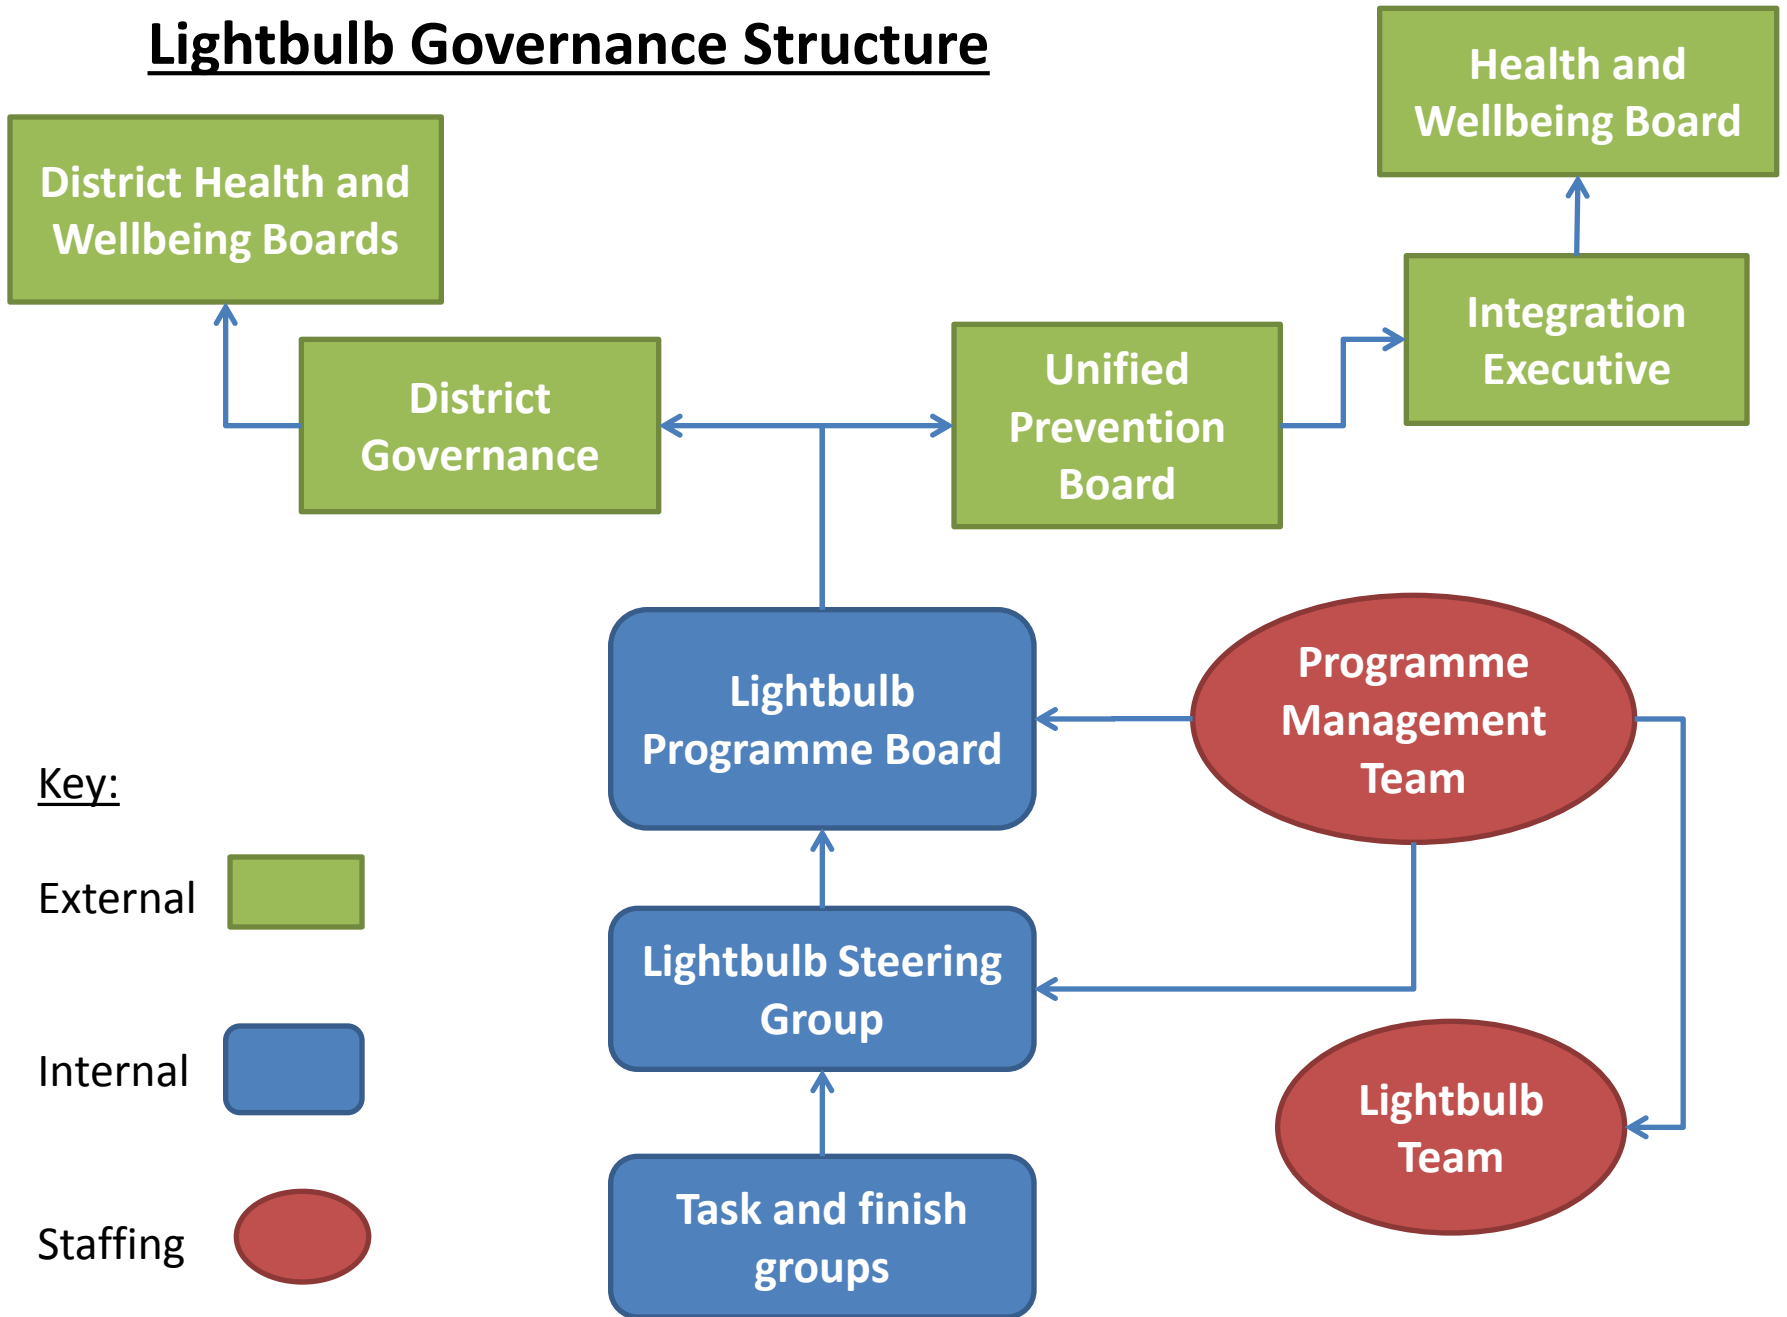 Lightbulb Governance Structure
Health and
Wellbeing Board
District Health and
Wellbeing Boards
Integration
Executive
District
Governance
Unified
Prevention
Board
Lightbulb
Programme Board
Programme
Management
Team
Key:
External
Lightbulb Steering
Group
Internal
Lightbulb
Team
Staffing
Task and finish
groups